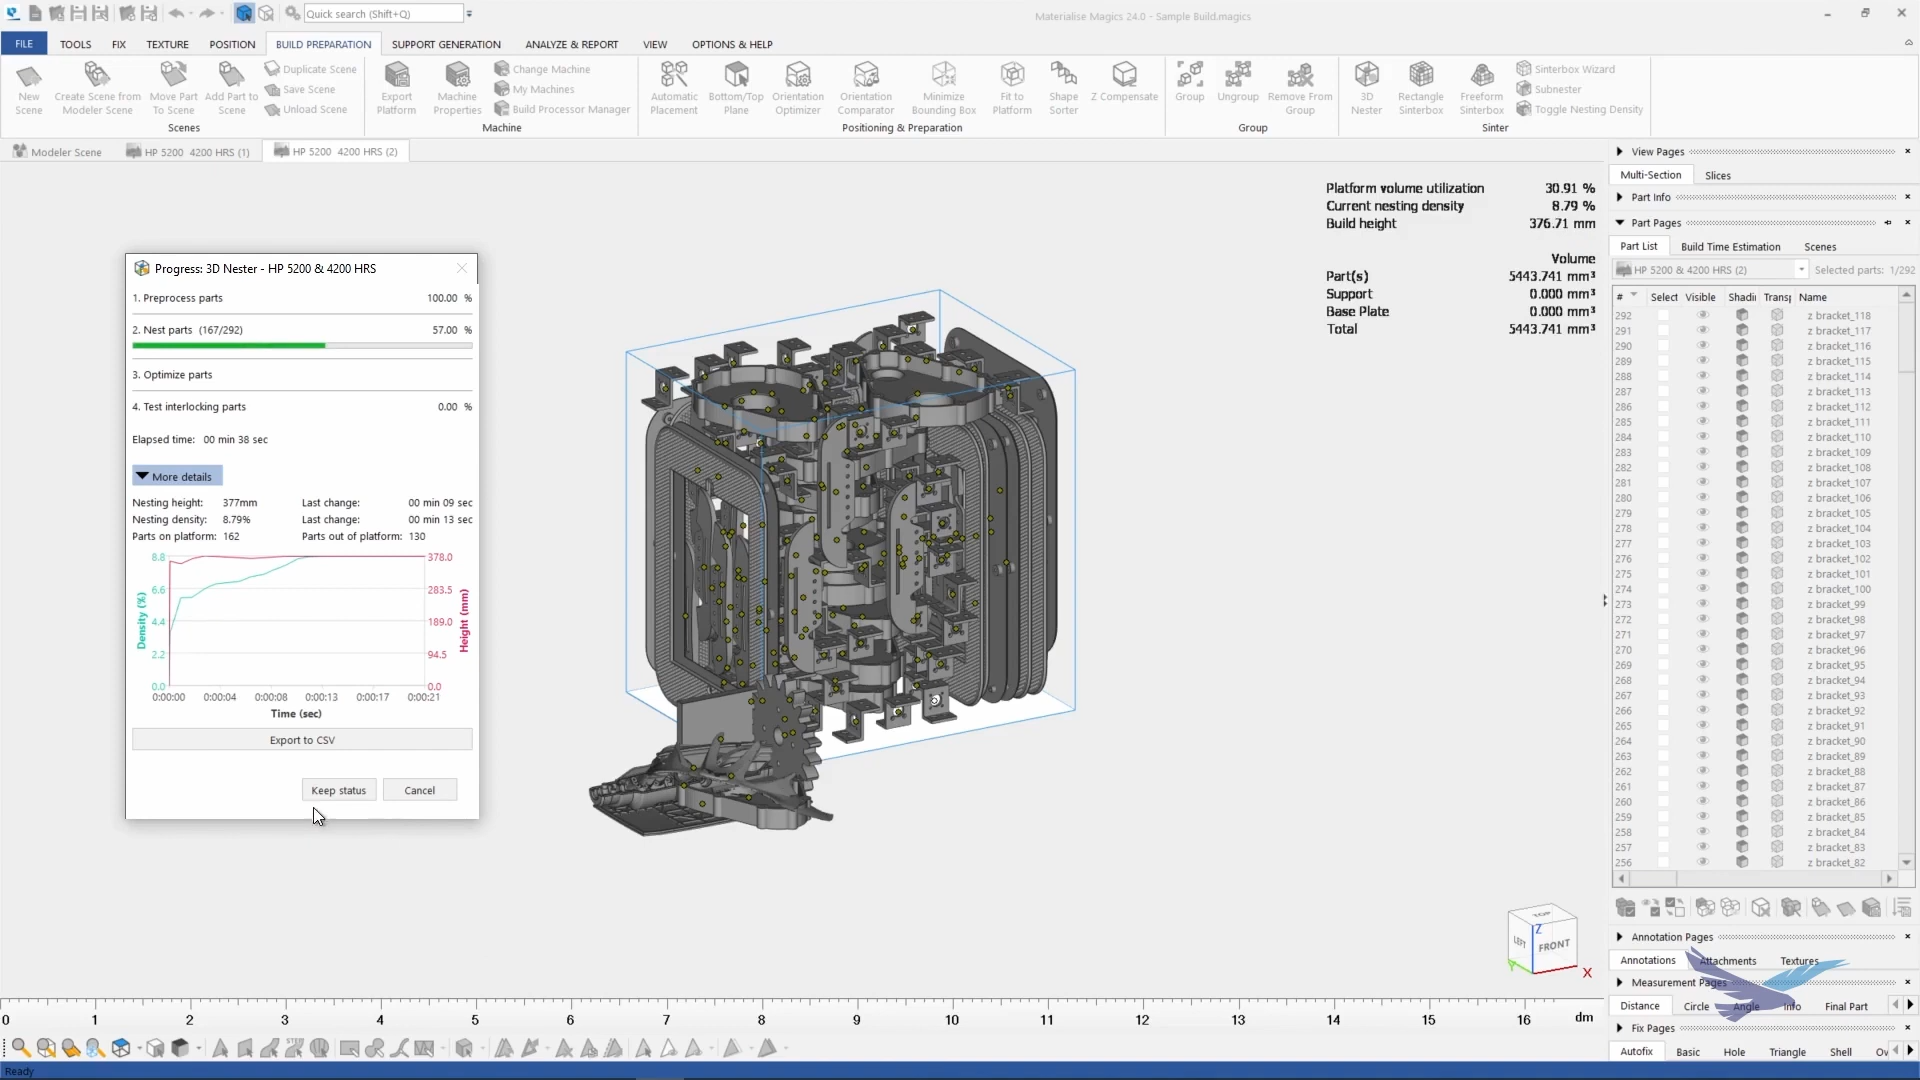 Quick search (Shift+Q)
Materialise Magics 24.0 - Sample Build.magics
FILE TOOLS FIX TEXTURE POSITION BUILD PREPARATION SUPPORT GENERATION ANALYZE & REPORT VIEW OPTIONS & HELP
New Scene
Create Scene from Modeler Scene
Move Part To Scene
Add Part to Scene
Duplicate Scene
Save Scene
Unload Scene
Scenes
Export Platform
Machine Properties
Change Machine
My Machines
Build Processor Manager
Machine
Automatic Placement
Bottom/Top Plane
Orientation Optimizer
Orientation Comparator
Minimize Bounding Box
Fit to Platform
Shape Sorter
Z Compensate
Positioning & Preparation
Group
Ungroup
Remove From Group
Group
3D Nester
Rectangle Sinterbox
Freeform Sinterbox
Sinterbox Wizard
Subnester
Toggle Nesting Density
Sinter
Modeler Scene
HP 5200 4200 HRS (1)
HP 5200 4200 HRS (2)
Platform volume utilization 30.91 %
Current nesting density 8.79 %
Build height 376.71 mm
Volume
Part(s) 5443.741 mm³
Support 0.000 mm³
Base Plate 0.000 mm³
Total 5443.741 mm³
Progress: 3D Nester - HP 5200 & 4200 HRS
1. Preprocess parts 100.00 %
2. Nest parts (167/292) 57.00 %
3. Optimize parts
4. Test interlocking parts 0.00 %
Elapsed time: 00 min 38 sec
More details
Nesting height: 377mm Last change: 00 min 09 sec
Nesting density: 8.79% Last change: 00 min 13 sec
Parts on platform: 162 Parts out of platform: 130
8.8 378.0
6.6 283.5
4.4 189.0
2.2 94.5
0.0 0.0
Density (%)
Height (mm)
0:00:00 0:00:04 0:00:08 0:00:13 0:00:17 0:00:21
Time (sec)
Export to CSV
Keep status Cancel
TOP
LEFT FRONT
Z
Y
X
0 1 2 3 4 5 6 7 8 9 10 11 12 13 14 15 16 dm
Ready
View Pages
Multi-Section Slices
Part Info
Part Pages
Part List Build Time Estimation Scenes
HP 5200 & 4200 HRS (2) Selected parts: 1/292
# Select Visible Shadi Transp Name
292 z bracket_118
291 z bracket_117
290 z bracket_116
289 z bracket_115
288 z bracket_114
287 z bracket_113
286 z bracket_112
285 z bracket_111
284 z bracket_110
283 z bracket_109
282 z bracket_108
281 z bracket_107
280 z bracket_106
279 z bracket_105
278 z bracket_104
277 z bracket_103
276 z bracket_102
275 z bracket_101
274 z bracket_100
273 z bracket_99
272 z bracket_98
271 z bracket_97
270 z bracket_96
269 z bracket_95
268 z bracket_94
267 z bracket_93
266 z bracket_92
265 z bracket_91
264 z bracket_90
263 z bracket_89
262 z bracket_88
261 z bracket_87
260 z bracket_86
259 z bracket_85
258 z bracket_84
257 z bracket_83
256 z bracket_82
Annotation Pages
Annotations Attachments Textures
Measurement Pages
Distance Circle Angle Info Final Part
Fix Pages
Autofix Basic Hole Triangle Shell Ov